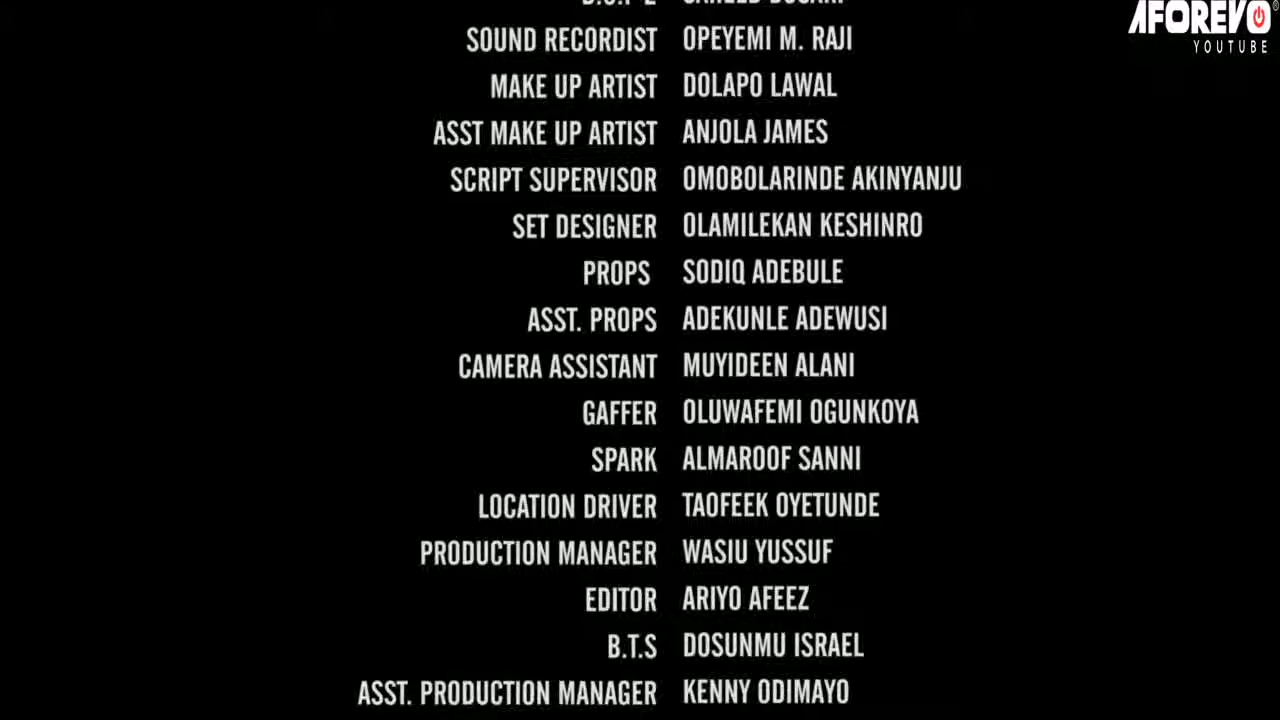 AFOREVO
YOUTUBE
SOUND RECORDIST OPEYEMI M. RAJI
MAKE UP ARTIST DOLAPO LAWAL
ASST MAKE UP ARTIST ANJOLA JAMES
SCRIPT SUPERVISOR OMOBOLARINDE AKINYANJU
SET DESIGNER OLAMILEKAN KESHINRO
PROPS SODIQ ADEBULE
ASST. PROPS ADEKUNLE ADEWUSI
CAMERA ASSISTANT MUYIDEEN ALANI
GAFFER OLUWAFEMI OGUNKOYA
SPARK ALMAROOF SANNI
LOCATION DRIVER TAOFEEK OYETUNDE
PRODUCTION MANAGER WASIU YUSSUF
EDITOR ARIYO AFEEZ
B.T.S DOSUNMU ISRAEL
ASST. PRODUCTION MANAGER KENNY ODIMAYO